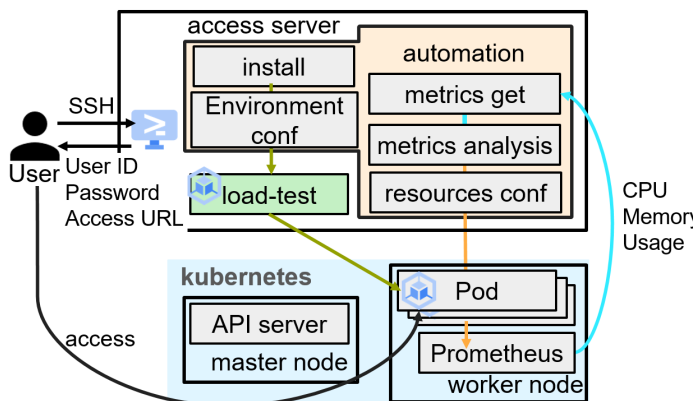 access server
automation
install
Environment
conf
load-test
metrics get
metrics analysis
resources conf
SSH
User
User ID
Password
Access URL
CPU
Memory
Usage
kubernetes
API server
master node
Pod
Prometheus
worker node
access